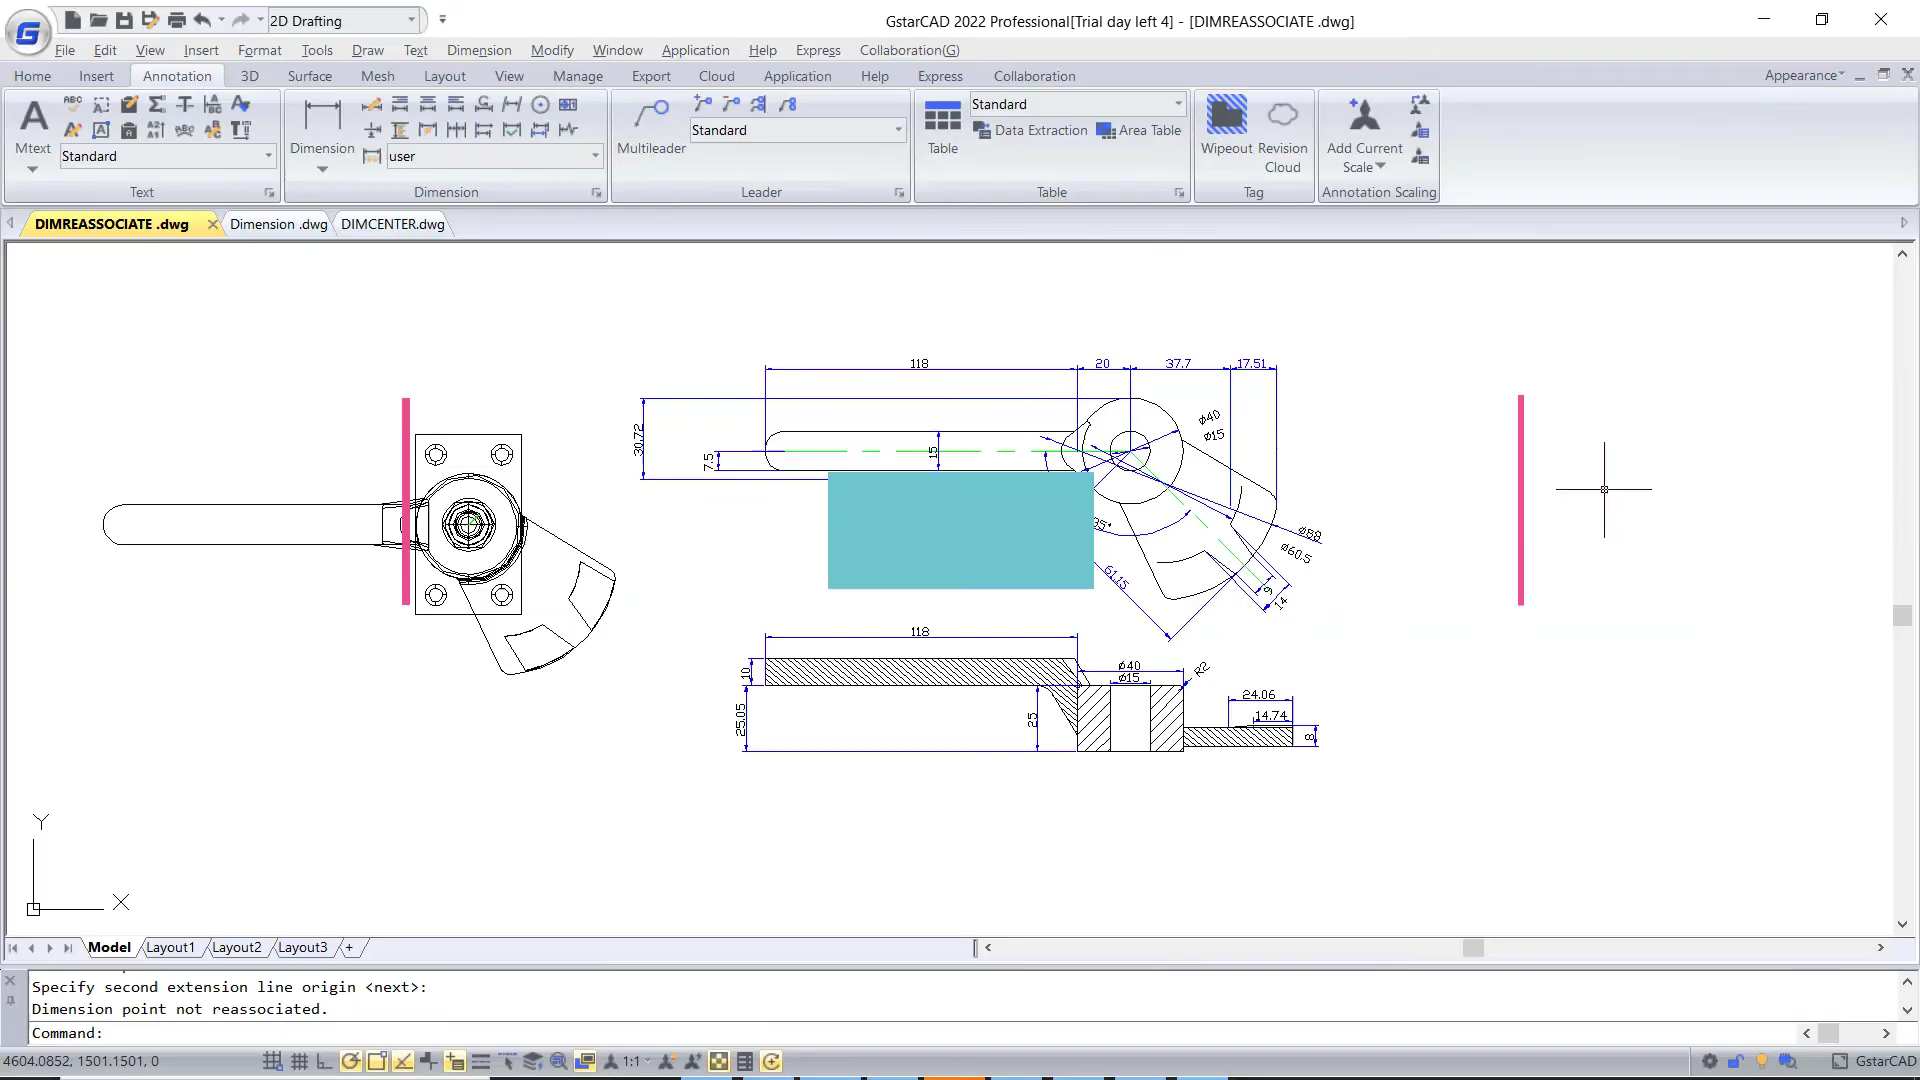 2D Drafting
GstarCAD 2022 Professional[Trial day left 4] - [DIMREASSOCIATE .dwg]
File Edit View Insert Format Tools Draw Text Dimension Modify Window Application Help Express Collaboration(G)
Home Insert Annotation 3D Surface Mesh Layout View Manage Export Cloud Application Help Express Collaboration Appearance
Mtext
Standard
Text
Dimension
user
Dimension
Multileader
Standard
Leader
Table
Standard
Data Extraction
Area Table
Table
Wipeout
Revision
Cloud
Tag
Add Current
Scale
Annotation Scaling
DIMREASSOCIATE .dwg
Dimension .dwg
DIMCENTER.dwg
118
20
37.7
17.51
30.72
7.5
15
ø40
ø15
ø60.5
61.15
14
118
10
25.05
25
ø40
ø15
R2
24.06
14.74
8
Y
X
Model Layout1 Layout2 Layout3 +
Specify second extension line origin <next>:
Dimension point not reassociated.
Command:
4604.0852, 1501.1501, 0
1:1
GstarCAD